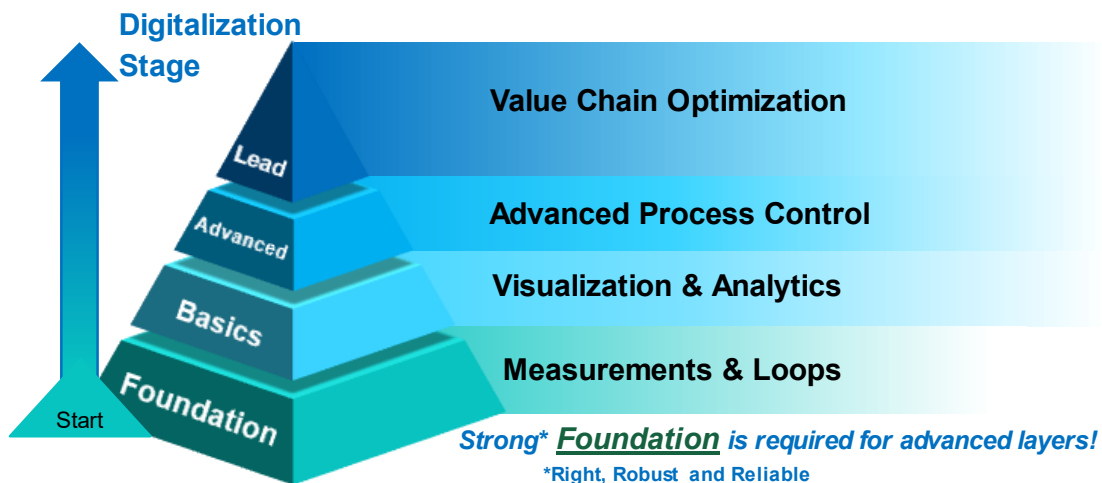 Digitalization
Stage
Value Chain Optimization
Lead
Advanced Process Control
Advanced
Visualization & Analytics
Basics
Measurements & Loops
Foundation
Start
Strong* Foundation is required for advanced layers!
*Right, Robust and Reliable